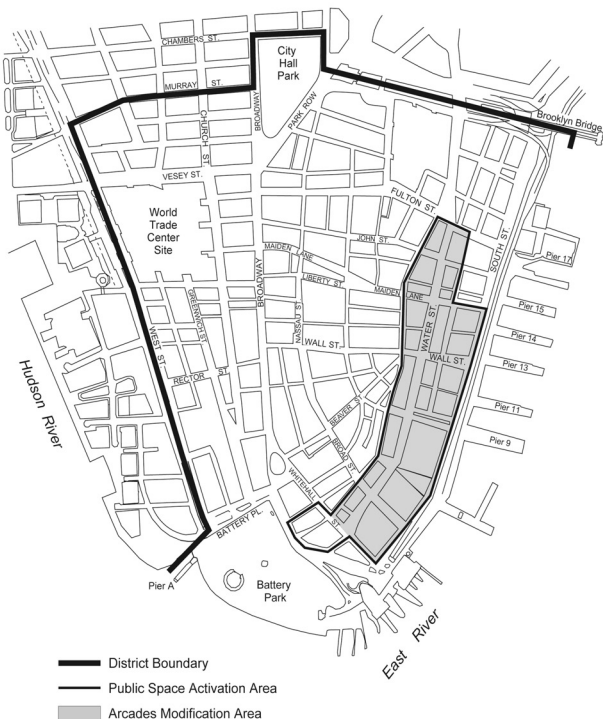 CHAMBERS ST.
City
Hall
Park
MURRAY ST.
BROADWAY
PARK ROW
CHURCH ST.
Brooklyn Bridge
VESEY ST.
FULTON ST.
World
Trade
Center
Site
JOHN ST.
SOUTH ST.
Pier 17
MAIDEN LANE
BROADWAY
LIBERTY ST.
MAIDEN LANE
GREENWICH ST.
NASSAU ST.
WATER ST.
Pier 15
WEST ST.
WALL ST.
WALL ST.
Pier 14
Pier 13
Hudson River
RECTOR ST.
BEAVER ST.
Pier 11
BROAD ST.
Pier 9
WHITEHALL ST.
BATTERY PL.
Pier A
Battery
Park
East River
District Boundary
Public Space Activation Area
Arcades Modification Area